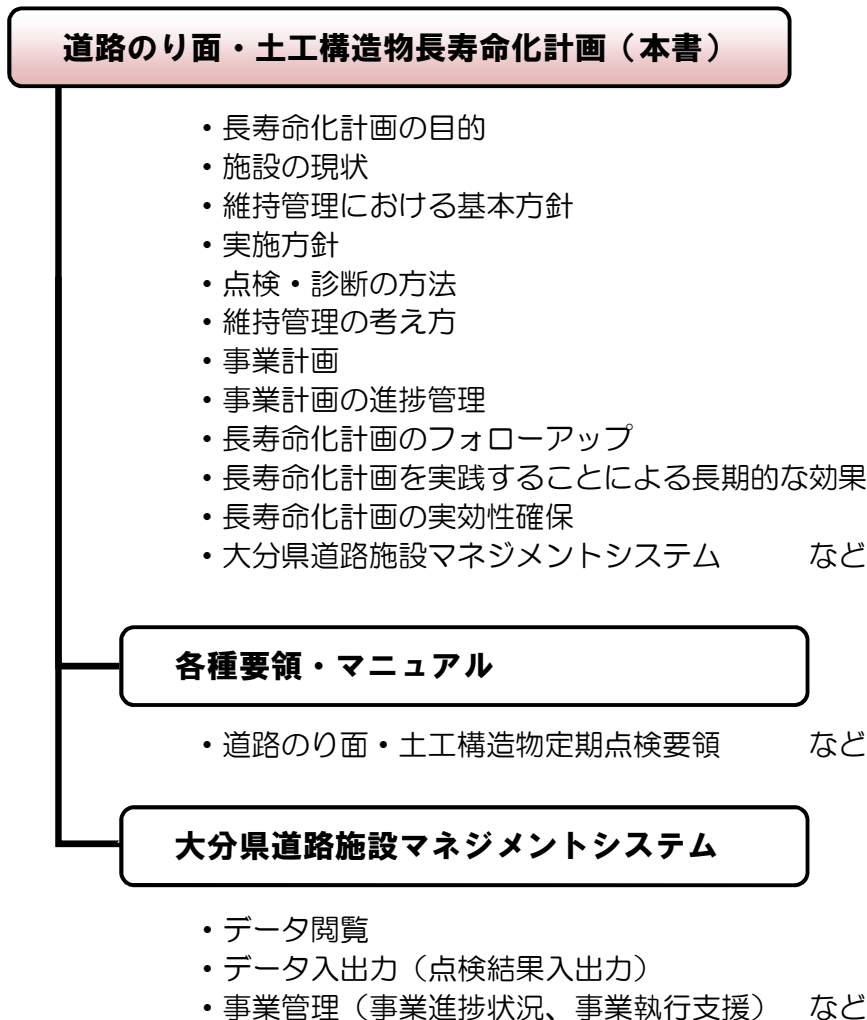 道路のり面・土工構造物長寿命化計画（本書）
・長寿命化計画の目的
・施設の現状
・維持管理における基本方針
・実施方針
・点検・診断の方法
・維持管理の考え方
・事業計画
・事業計画の進捗管理
・長寿命化計画のフォローアップ
・長寿命化計画を実践することによる長期的な効果
・長寿命化計画の実効性確保
・大分県道路施設マネジメントシステム　　　など
各種要領・マニュアル
・道路のり面・土工構造物定期点検要領　　　など
大分県道路施設マネジメントシステム
・データ閲覧
・データ入出力（点検結果入出力）
・事業管理（事業進捗状況、事業執行支援）　など